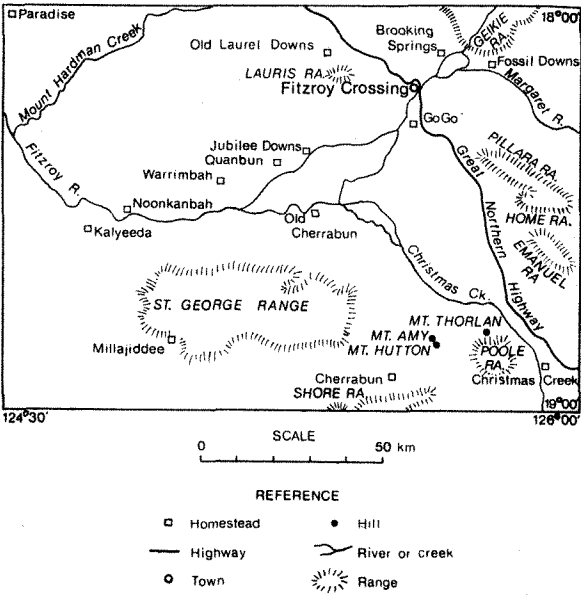 Paradise
18°00'
Brooking
Springs
GEIKIE
RA.
Old Laurel Downs
Mount Hardman Creek
LAURIS RA.
Fossil Downs
Fitzroy Crossing
Margaret R.
GoGo
Fitzroy R.
Jubilee Downs
Quanbun
Great Northern Highway
PILLARA RA.
Warrimbah
Noonkanbah
Old
Cherrabun
HOME RA.
Kalyeeda
EMANUEL
RA
Christmas Ck.
ST. GEORGE RANGE
MT. THORLAN
MT. AMY
MT. HUTTON
Millajiddee
POOLE
RA.
Cherrabun
Christmas Creek
SHORE RA
19°00'
124°30'
126°00'
SCALE
0 50 km
REFERENCE
Homestead Hill
Highway River or creek
Town Range